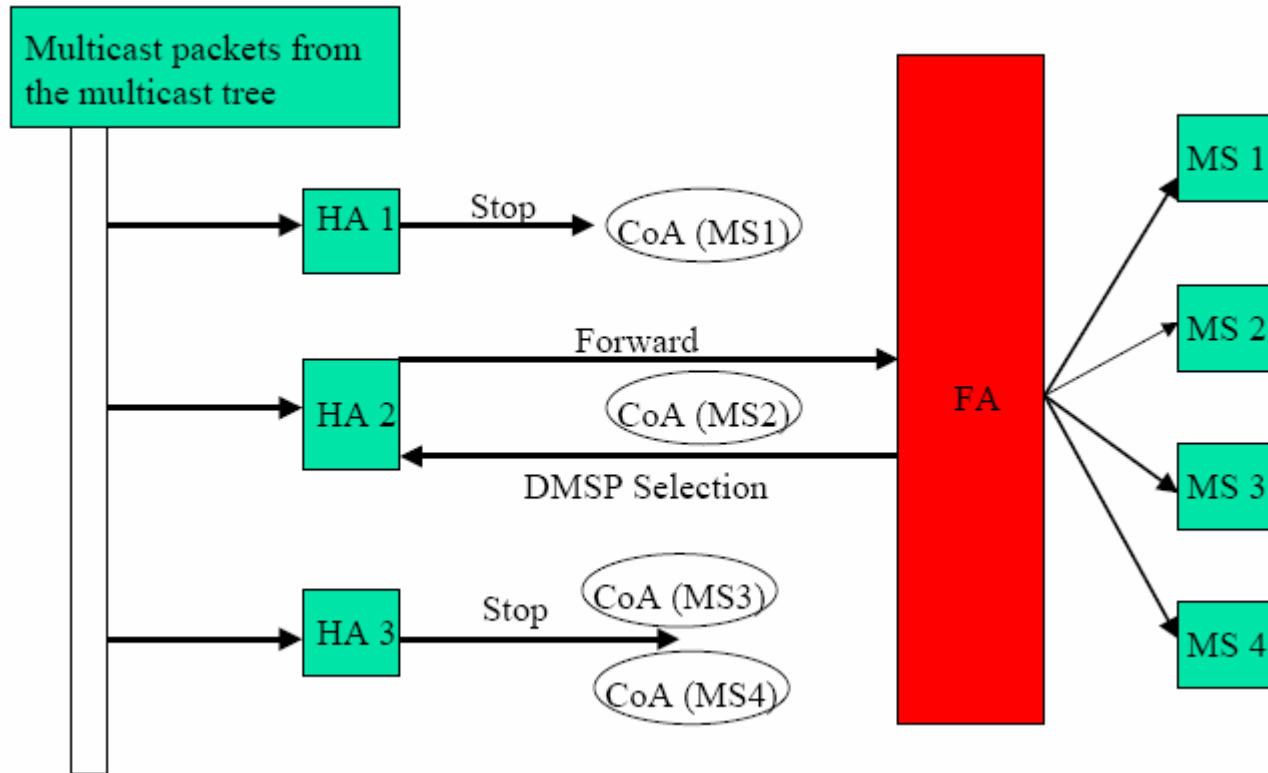 Multicast packets from
the multicast tree
HA 1
Stop
CoA (MS1)
MS 1
HA 2
Forward
CoA (MS2)
DMSP Selection
FA
MS 2
HA 3
Stop
CoA (MS3)
CoA (MS4)
MS 3
MS 4